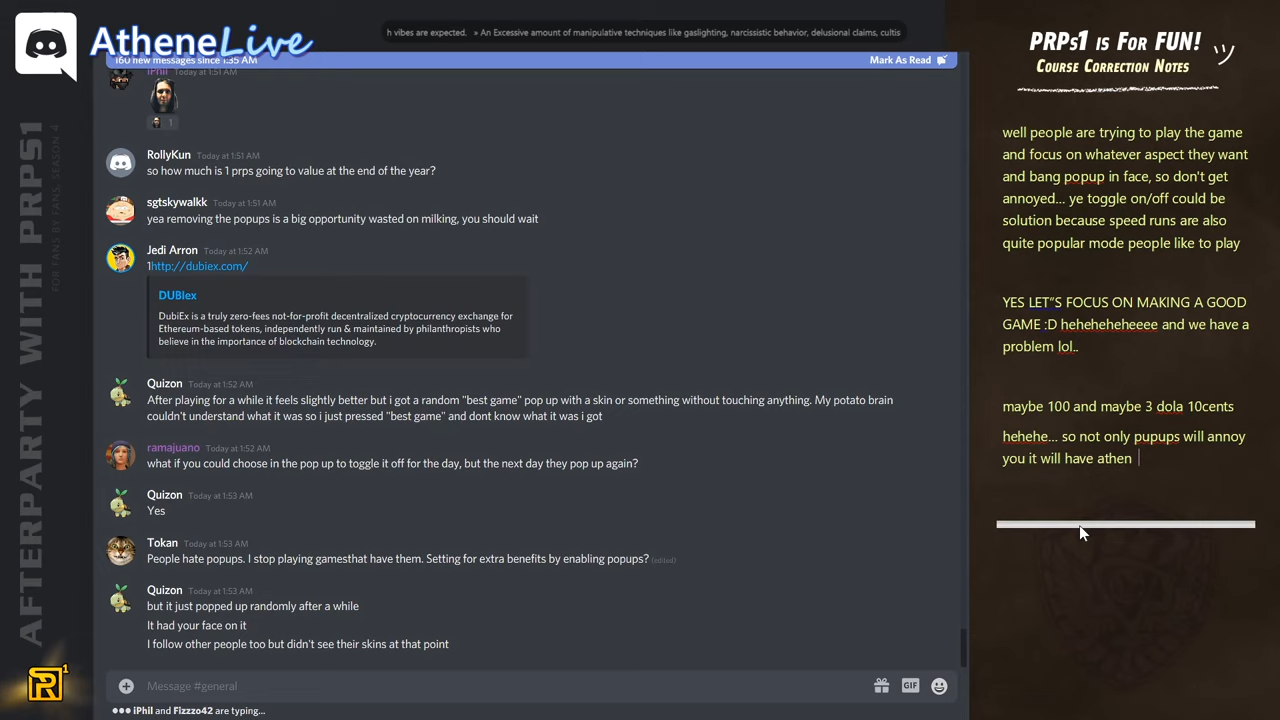 AtheneLive
h vibes are expected. » An Excessive amount of manipulative techniques like gaslighting, narcissistic behavior, delusional claims, cultis
160 new messages since 1:35 AM
Mark As Read
iPhil Today at 1:51 AM
1
RollyKun Today at 1:51 AM
so how much is 1 prps going to value at the end of the year?
sgtskywalkk Today at 1:51 AM
yea removing the popups is a big opportunity wasted on milking, you should wait
Jedi Arron Today at 1:52 AM
1http://dubiex.com/
DUBIex
DubiEx is a truly zero-fees not-for-profit decentralized cryptocurrency exchange for
Ethereum-based tokens, independently run & maintained by philanthropists who
believe in the importance of blockchain technology.
Quizon Today at 1:52 AM
After playing for a while it feels slightly better but i got a random "best game" pop up with a skin or something without touching anything. My potato brain
couldn't understand what it was so i just pressed "best game" and dont know what it was i got
ramajuano Today at 1:52 AM
what if you could choose in the pop up to toggle it off for the day, but the next day they pop up again?
Quizon Today at 1:53 AM
Yes
Tokan Today at 1:53 AM
People hate popups. I stop playing gamesthat have them. Setting for extra benefits by enabling popups? (edited)
Quizon Today at 1:53 AM
but it just popped up randomly after a while
It had your face on it
I follow other people too but didn't see their skins at that point
Message #general
GIF
iPhil and Fizzzo42 are typing...
AFTERPARTY WITH PRPS1
FOR FANS BY FANS, SEASON 4
R1
PRPs1 is For FUN! ツ
Course Correction Notes
well people are trying to play the game
and focus on whatever aspect they want
and bang popup in face, so don't get
annoyed... ye toggle on/off could be
solution because speed runs are also
quite popular mode people like to play
YES LET"S FOCUS ON MAKING A GOOD
GAME :D heheheheheeee and we have a
problem lol..
maybe 100 and maybe 3 dola 10cents
hehehe... so not only pupups will annoy
you it will have athen